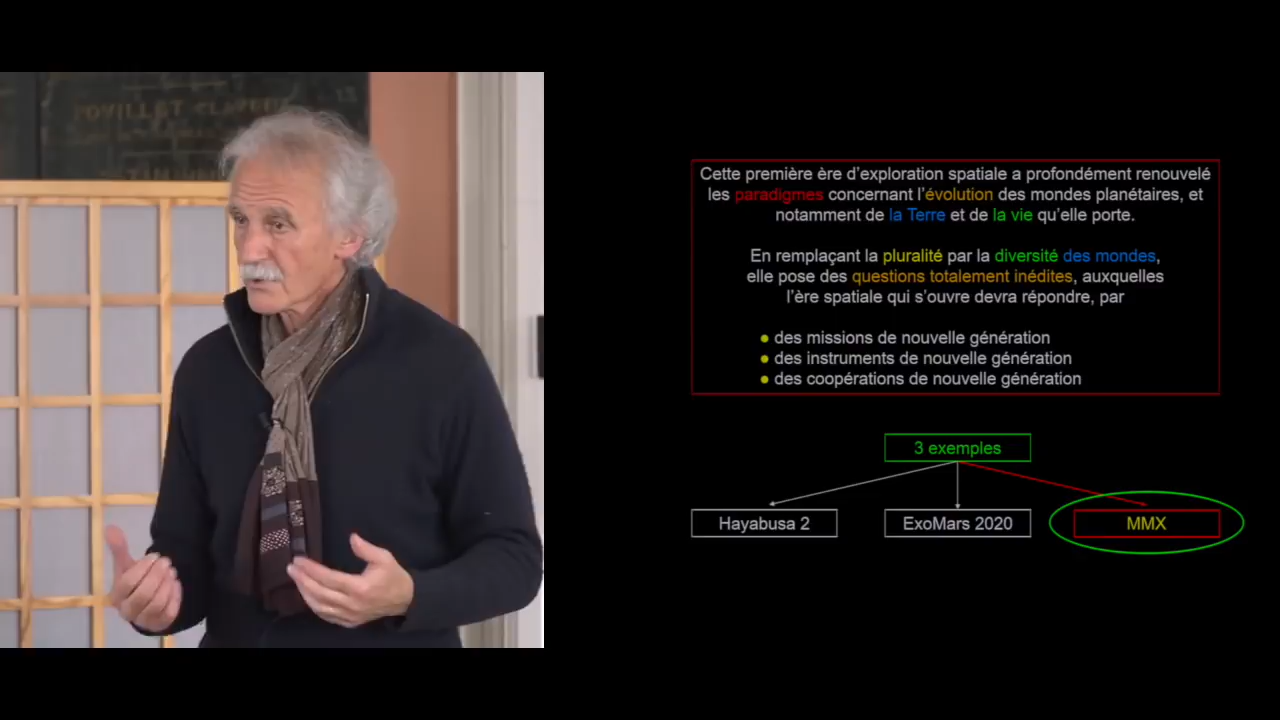 Cette première ère d'exploration spatiale a profondément renouvelé
les paradigmes concernant l'évolution des mondes planétaires, et
notamment de la Terre et de la vie qu'elle porte.
En remplaçant la pluralité par la diversité des mondes,
elle pose des questions totalement inédites, auxquelles
l'ère spatiale qui s'ouvre devra répondre, par
des missions de nouvelle génération
des instruments de nouvelle génération
des coopérations de nouvelle génération
3 exemples
Hayabusa 2
ExoMars 2020
MMX